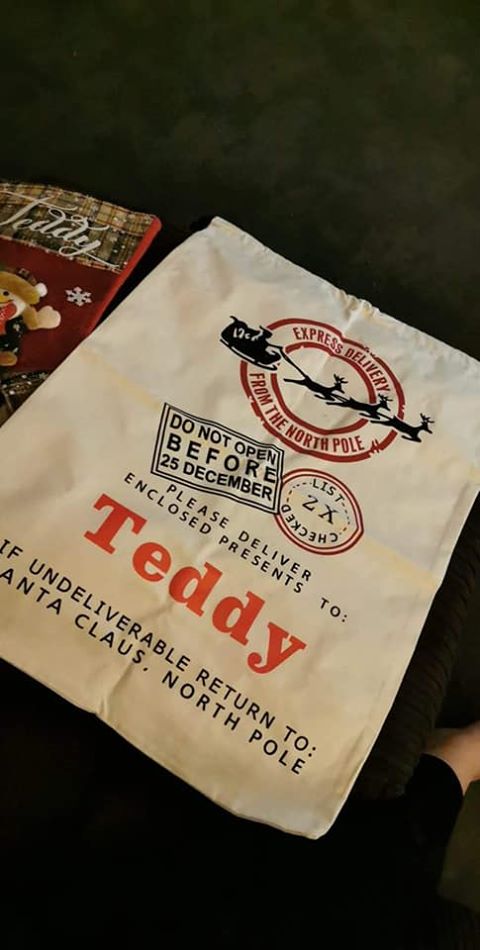 Teddy
EXPRESS DELIVERY
FROM THE NORTH POLE
DO NOT OPEN
BEFORE
25 DECEMBER
LIST
2X
CHECKED
PLEASE DELIVER
ENCLOSED PRESENTS TO:
Teddy
IF UNDELIVERABLE RETURN TO:
ANTA CLAUS, NORTH POLE